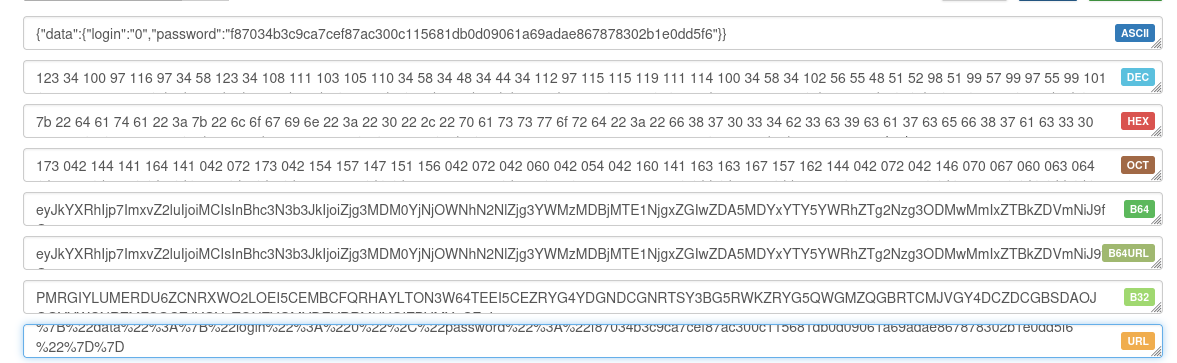 {"data":{"login":"0","password":"f87034b3c9ca7cef87ac300c115681db0d09061a69adae867878302b1e0dd5f6"}}
ASCII
123 34 100 97 116 97 34 58 123 34 108 111 103 105 110 34 58 34 48 34 44 34 112 97 115 115 119 111 114 100 34 58 34 102 56 55 48 51 52 98 51 99 57 99 97 55 99 101
DEC
7b 22 64 61 74 61 22 3a 7b 22 6c 6f 67 69 6e 22 3a 22 30 22 2c 22 70 61 73 73 77 6f 72 64 22 3a 22 66 38 37 30 33 34 62 33 63 39 63 61 37 63 65 66 38 37 61 63 33 30
HEX
173 042 144 141 164 141 042 072 173 042 154 157 147 151 156 042 072 042 060 042 054 042 160 141 163 163 167 157 162 144 042 072 042 146 070 067 060 063 064
OCT
eyJkYXRhIjp7ImxvZ2luIjoiMCIsInBhc3N3b3JkIjoiZjg3MDM0YjNjOWNhN2NlZjg3YWMzMDBjMTE1NjgxZGIwZDA5MDYxYTY5YWRhZTg2Nzg3ODMwMmIxZTBkZDVmNiJ9f
B64
eyJkYXRhIjp7ImxvZ2luIjoiMCIsInBhc3N3b3JkIjoiZjg3MDM0YjNjOWNhN2NlZjg3YWMzMDBjMTE1NjgxZGIwZDA5MDYxYTY5YWRhZTg2Nzg3ODMwMmIxZTBkZDVmNiJ9
B64URL
PMRGIYLUMERDU6ZCNRXWO2LOEI5CEMBCFQRHAYLTON3W64TEEI5CEZRYG4YDGNDCGNRTSY3BG5RWKZRYG5QWGMZQGBRTCMJVGY4DCZDCGBSDAOJ
B32
%7B%22data%22%3A%7B%22login%22%3A%220%22%2C%22password%22%3A%22f87034b3c9ca7cef87ac300c115681db0d09061a69adae867878302b1e0dd5f6
%22%7D%7D
URL